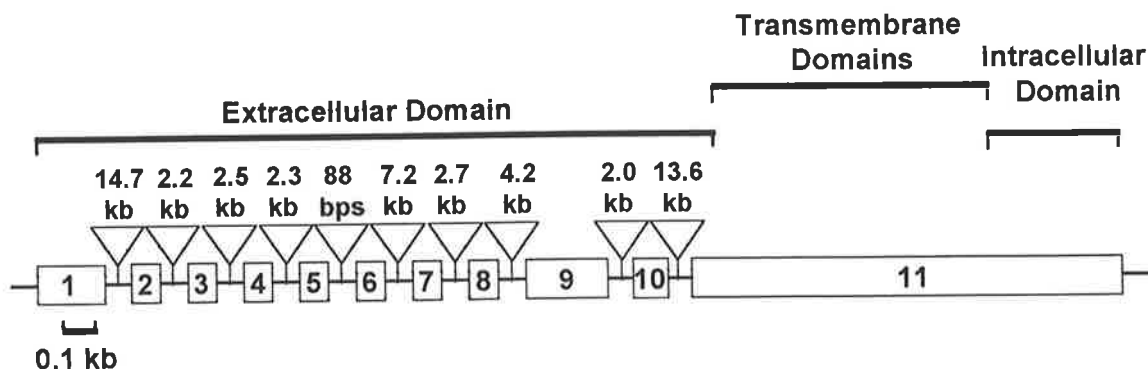 Transmembrane
Domains
Intracellular
Domain
Extracellular Domain
14.7 2.2 2.5 2.3 88 7.2 2.7 4.2 2.0 13.6
kb kb kb kb bps kb kb kb kb kb
1 2 3 4 5 6 7 8 9 10 11
0.1 kb